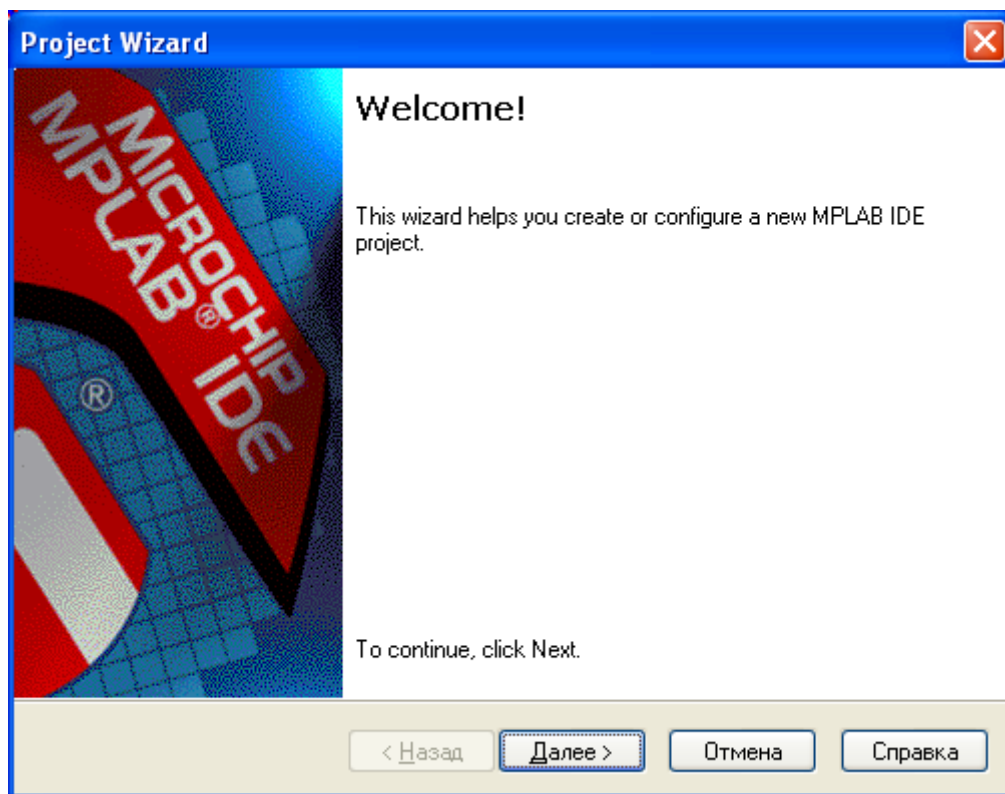 Project Wizard
MICROCHIP
MPLAB® IDE
®
Welcome!
This wizard helps you create or configure a new MPLAB IDE
project.
To continue, click Next.
< Назад
Далее >
Отмена
Справка